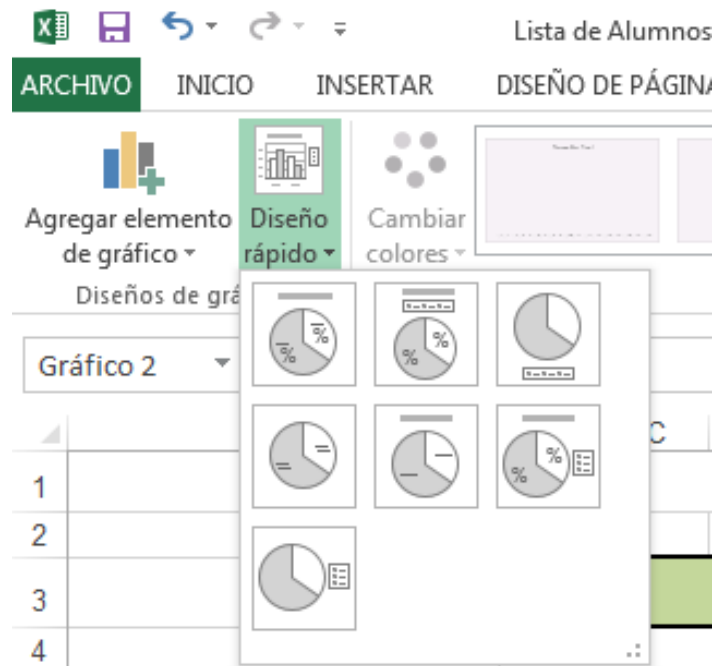 Lista de Alumnos
ARCHIVO INICIO INSERTAR DISEÑO DE PÁGINA
Agregar elemento de gráfico
Diseño rápido
Cambiar colores
Diseños de grá
Gráfico 2
% %
% %
C
% %
1
2
3
4